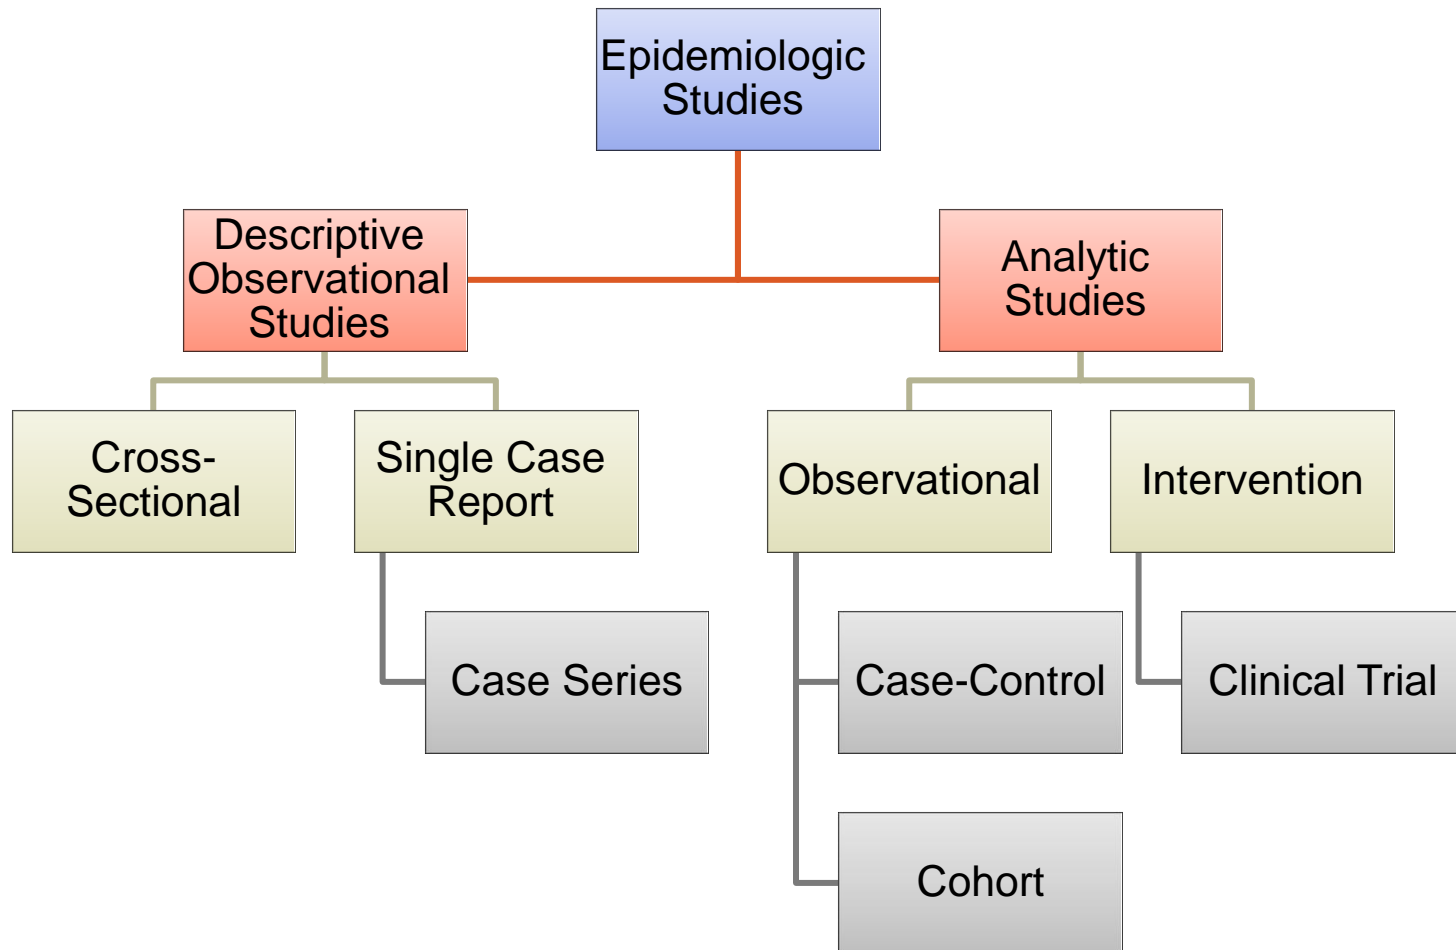 Epidemiologic
Studies
Descriptive
Observational
Studies
Analytic
Studies
Cross-
Sectional
Single Case
Report
Observational
Intervention
Case Series
Case-Control
Clinical Trial
Cohort